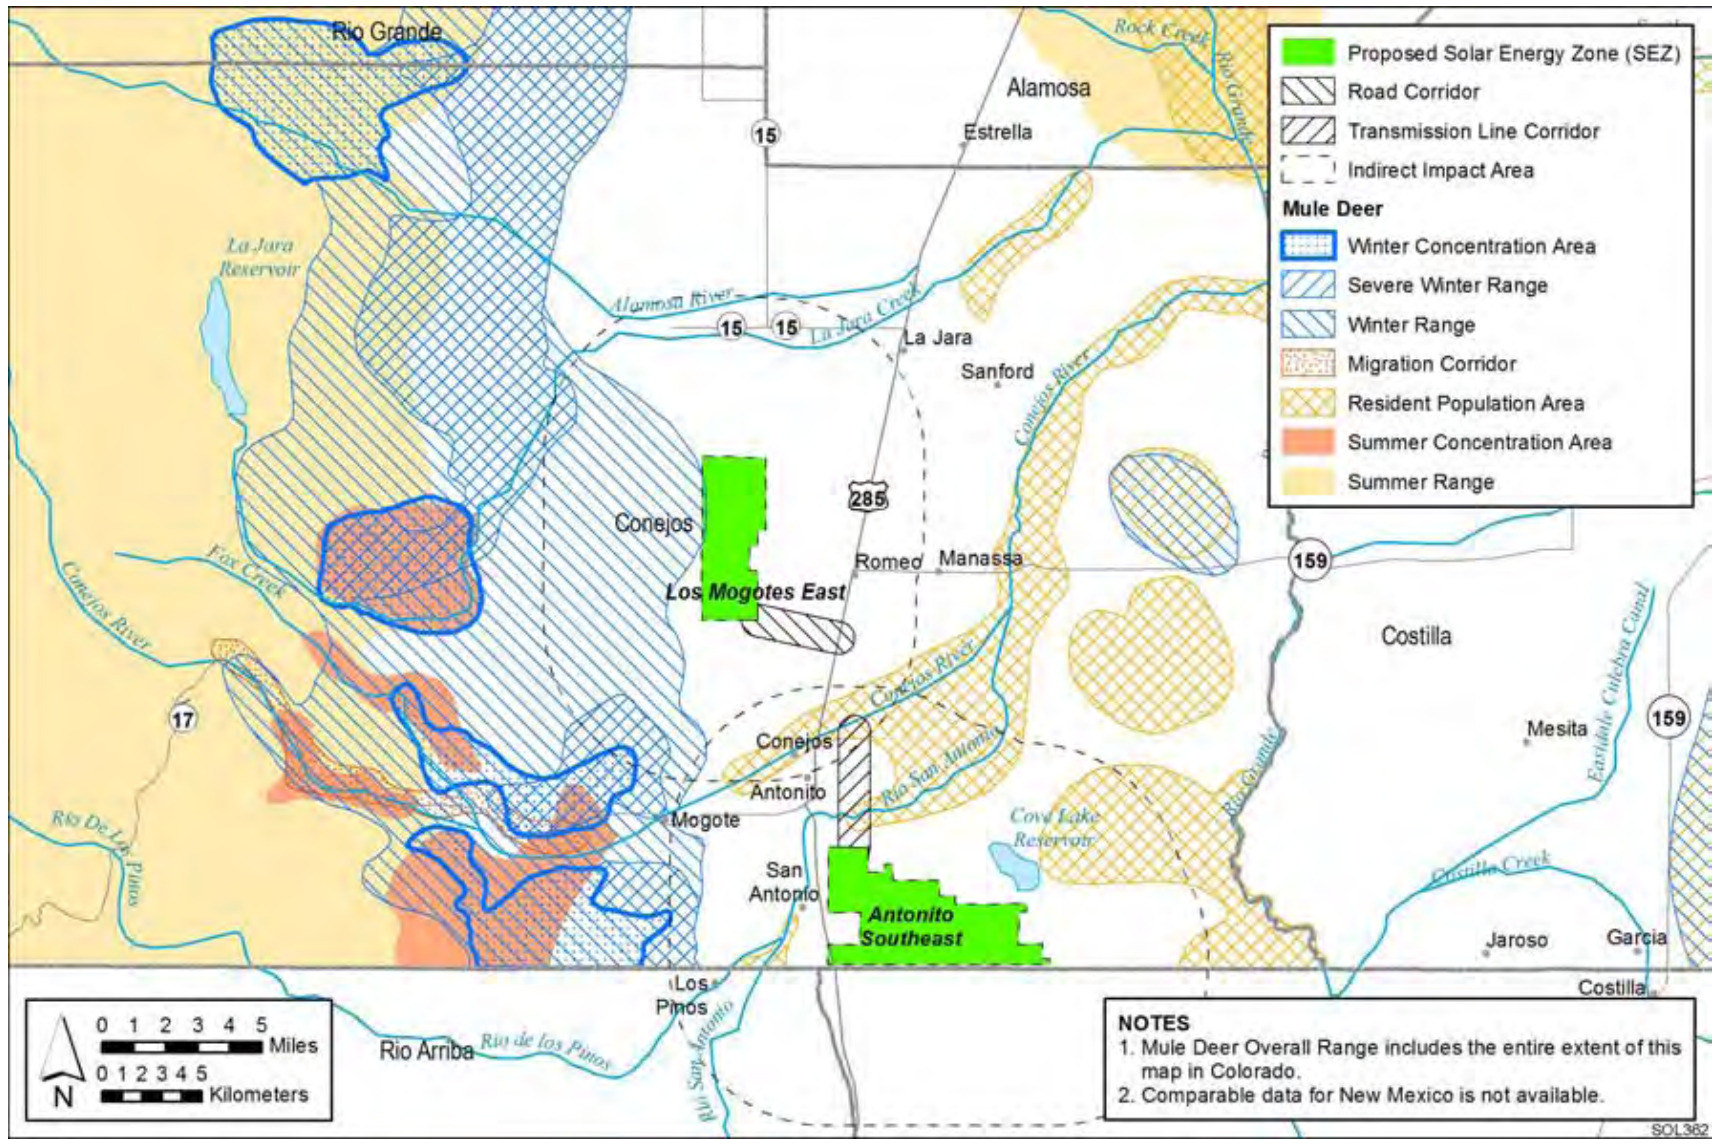 Rio Grande
Rock Creek
Rio Grande
Alamosa
Estrella
15
Proposed Solar Energy Zone (SEZ)
Road Corridor
Transmission Line Corridor
Indirect Impact Area
Mule Deer
Winter Concentration Area
Severe Winter Range
Winter Range
Migration Corridor
Resident Population Area
Summer Concentration Area
Summer Range
La Jara
Reservoir
Alamosa River
15
15
La Jara Creek
La Jara
Sanford
Conejos River
285
Conejos
Romeo
Manassa
159
Fox Creek
Conejos River
Los Mogotes East
Costilla
Eastdale Culebra Canal
Conejos River
17
159
Mesita
Conejos
Rio San Antonio
Rio Grande
Antonito
Mogote
Cove Lake
Reservoir
Rio De Los Pinos
Costilla Creek
San
Antonio
Antonito
Southeast
Jaroso
Garcia
Los
Pinos
Costilla
Rio San Antonio
Rio Arriba
Rio de los Pinos
0 1 2 3 4 5
Miles
0 1 2 3 4 5
Kilometers
N
NOTES
1. Mule Deer Overall Range includes the entire extent of this
map in Colorado.
2. Comparable data for New Mexico is not available.
SOL362